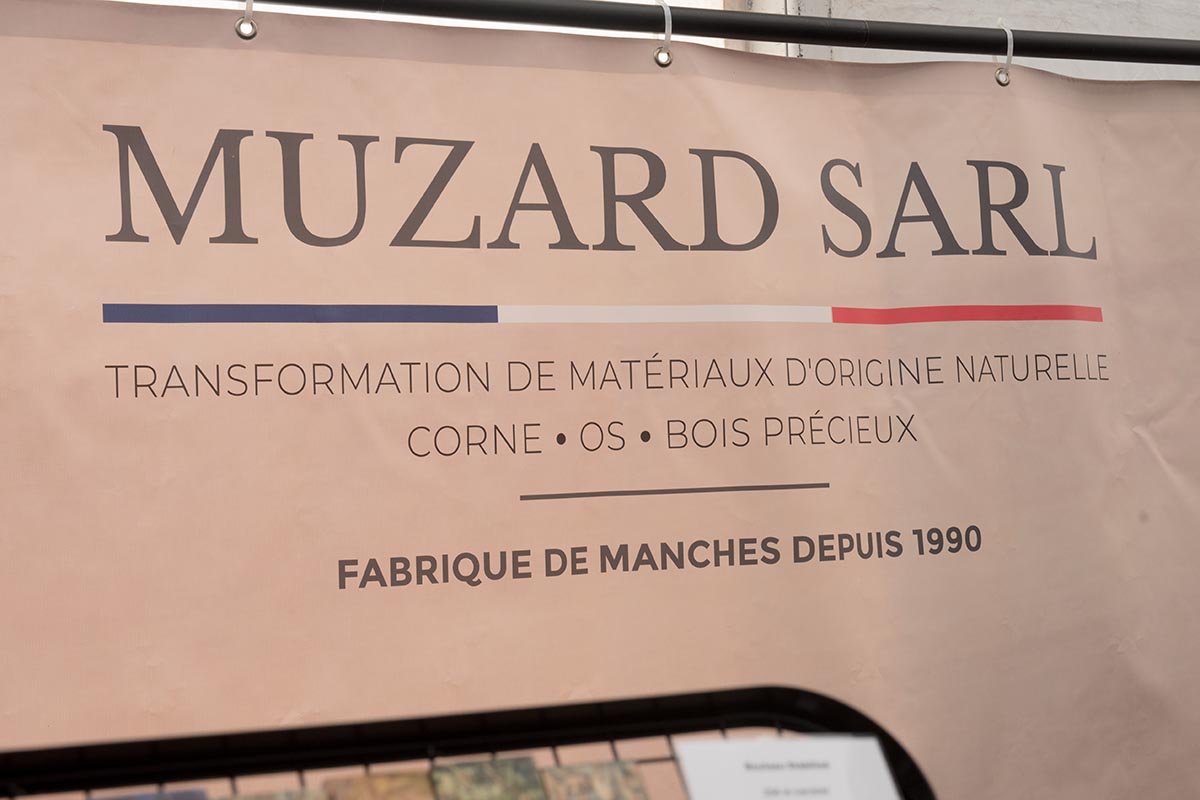 MUZARD SARL
TRANSFORMATION DE MATÉRIAUX D'ORIGINE NATURELLE
CORNE • OS • BOIS PRÉCIEUX
FABRIQUE DE MANCHES DEPUIS 1990